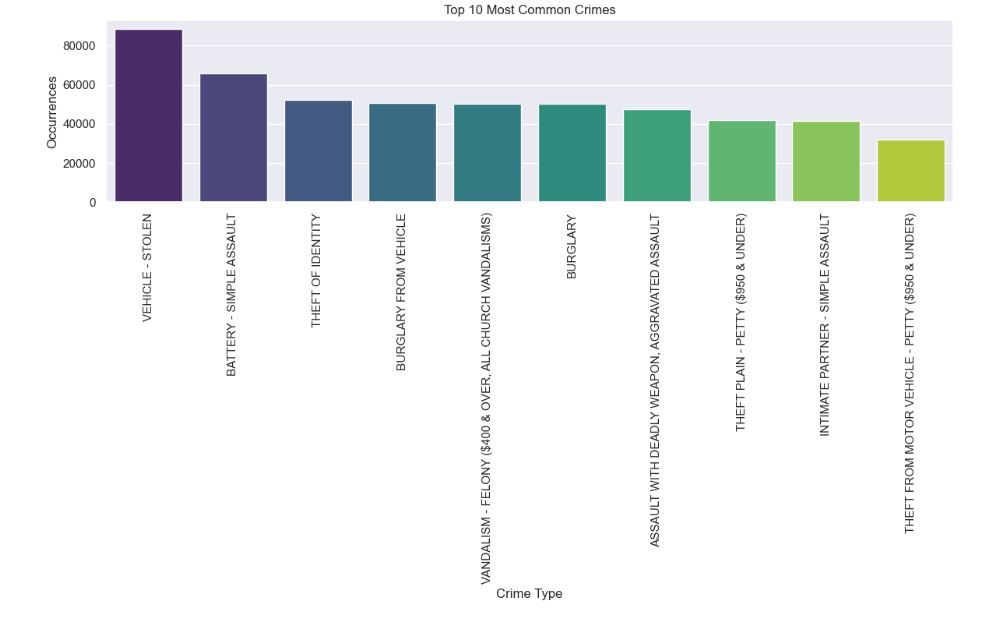 Top 10 Most Common Crimes
Occurrences
80000
60000
40000
20000
0
VEHICLE - STOLEN
BATTERY - SIMPLE ASSAULT
THEFT OF IDENTITY
BURGLARY FROM VEHICLE
VANDALISM - FELONY ($400 & OVER, ALL CHURCH VANDALISMS)
BURGLARY
ASSAULT WITH DEADLY WEAPON, AGGRAVATED ASSAULT
THEFT PLAIN - PETTY ($950 & UNDER)
INTIMATE PARTNER - SIMPLE ASSAULT
THEFT FROM MOTOR VEHICLE - PETTY ($950 & UNDER)
Crime Type